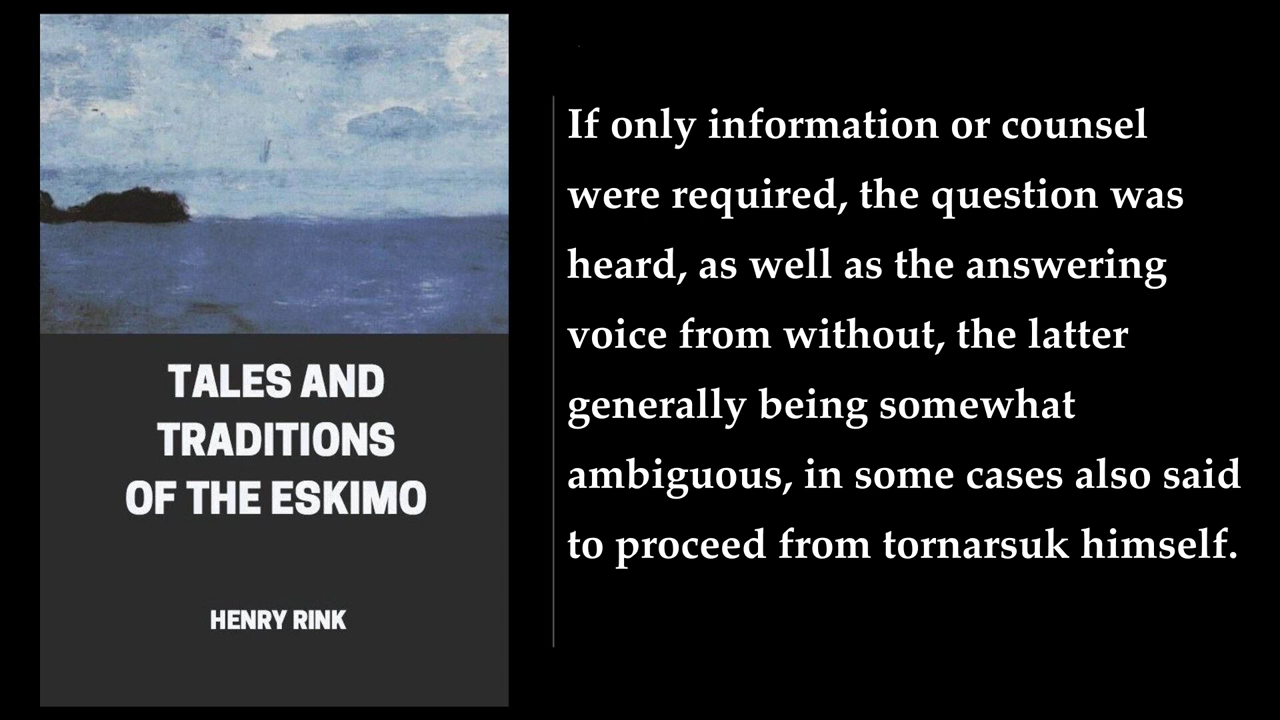 TALES AND
TRADITIONS
OF THE ESKIMO
HENRY RINK
If only information or counsel
were required, the question was
heard, as well as the answering
voice from without, the latter
generally being somewhat
ambiguous, in some cases also said
to proceed from tornarsuk himself.